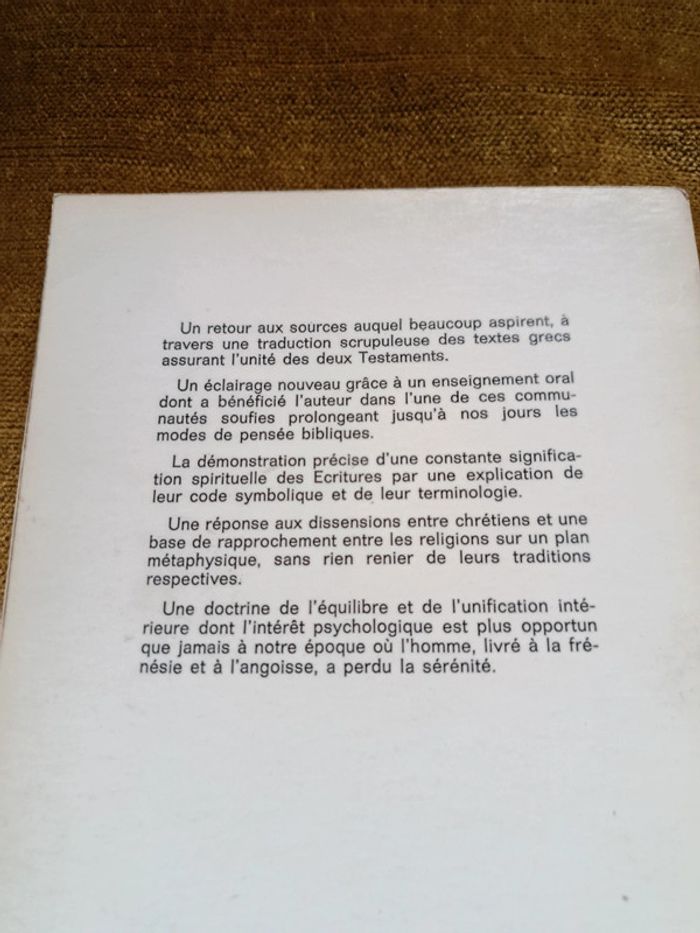 Un retour aux sources auquel beaucoup aspirent, à
travers une traduction scrupuleuse des textes grecs
assurant l'unité des deux Testaments.
Un éclairage nouveau grâce à un enseignement oral
dont a bénéficié l'auteur dans l'une de ces commu-
nautés soufies prolongeant jusqu'à nos jours les
modes de pensée bibliques.
La démonstration précise d'une constante significa-
tion spirituelle des Ecritures par une explication de
leur code symbolique et de leur terminologie.
Une réponse aux dissensions entre chrétiens et une
base de rapprochement entre les religions sur un plan
métaphysique, sans rien renier de leurs traditions
respectives.
Une doctrine de l'équilibre et de l'unification inté-
rieure dont l'intérêt psychologique est plus opportun
que jamais à notre époque où l'homme, livré à la fré-
nésie et à l'angoisse, a perdu la sérénité.